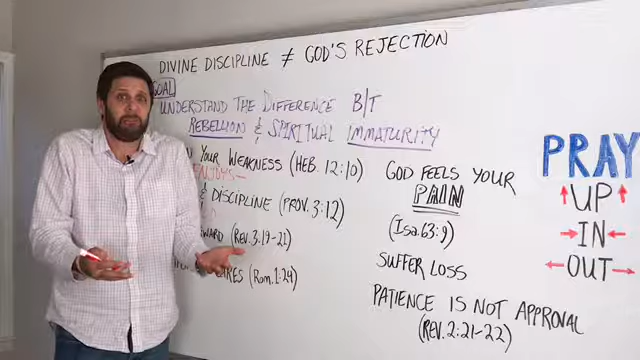 DIVINE DISCIPLINE ≠ GOD'S REJECTION
GOAL
UNDERSTAND THE DIFFERENCE B/T
REBELLION & SPIRITUAL IMMATURITY
YOUR WEAKNESS (HEB. 12:10)
& DISCIPLINE (PROV. 3:12)
(REV. 3:19-21)
(Rom. 1:24)
GOD FEELS YOUR
PAIN
(Isa. 63:9)
SUFFER LOSS
PATIENCE IS NOT APPROVAL
(REV. 2:21-22)
PRAY
↑UP↑
→IN←
←OUT→